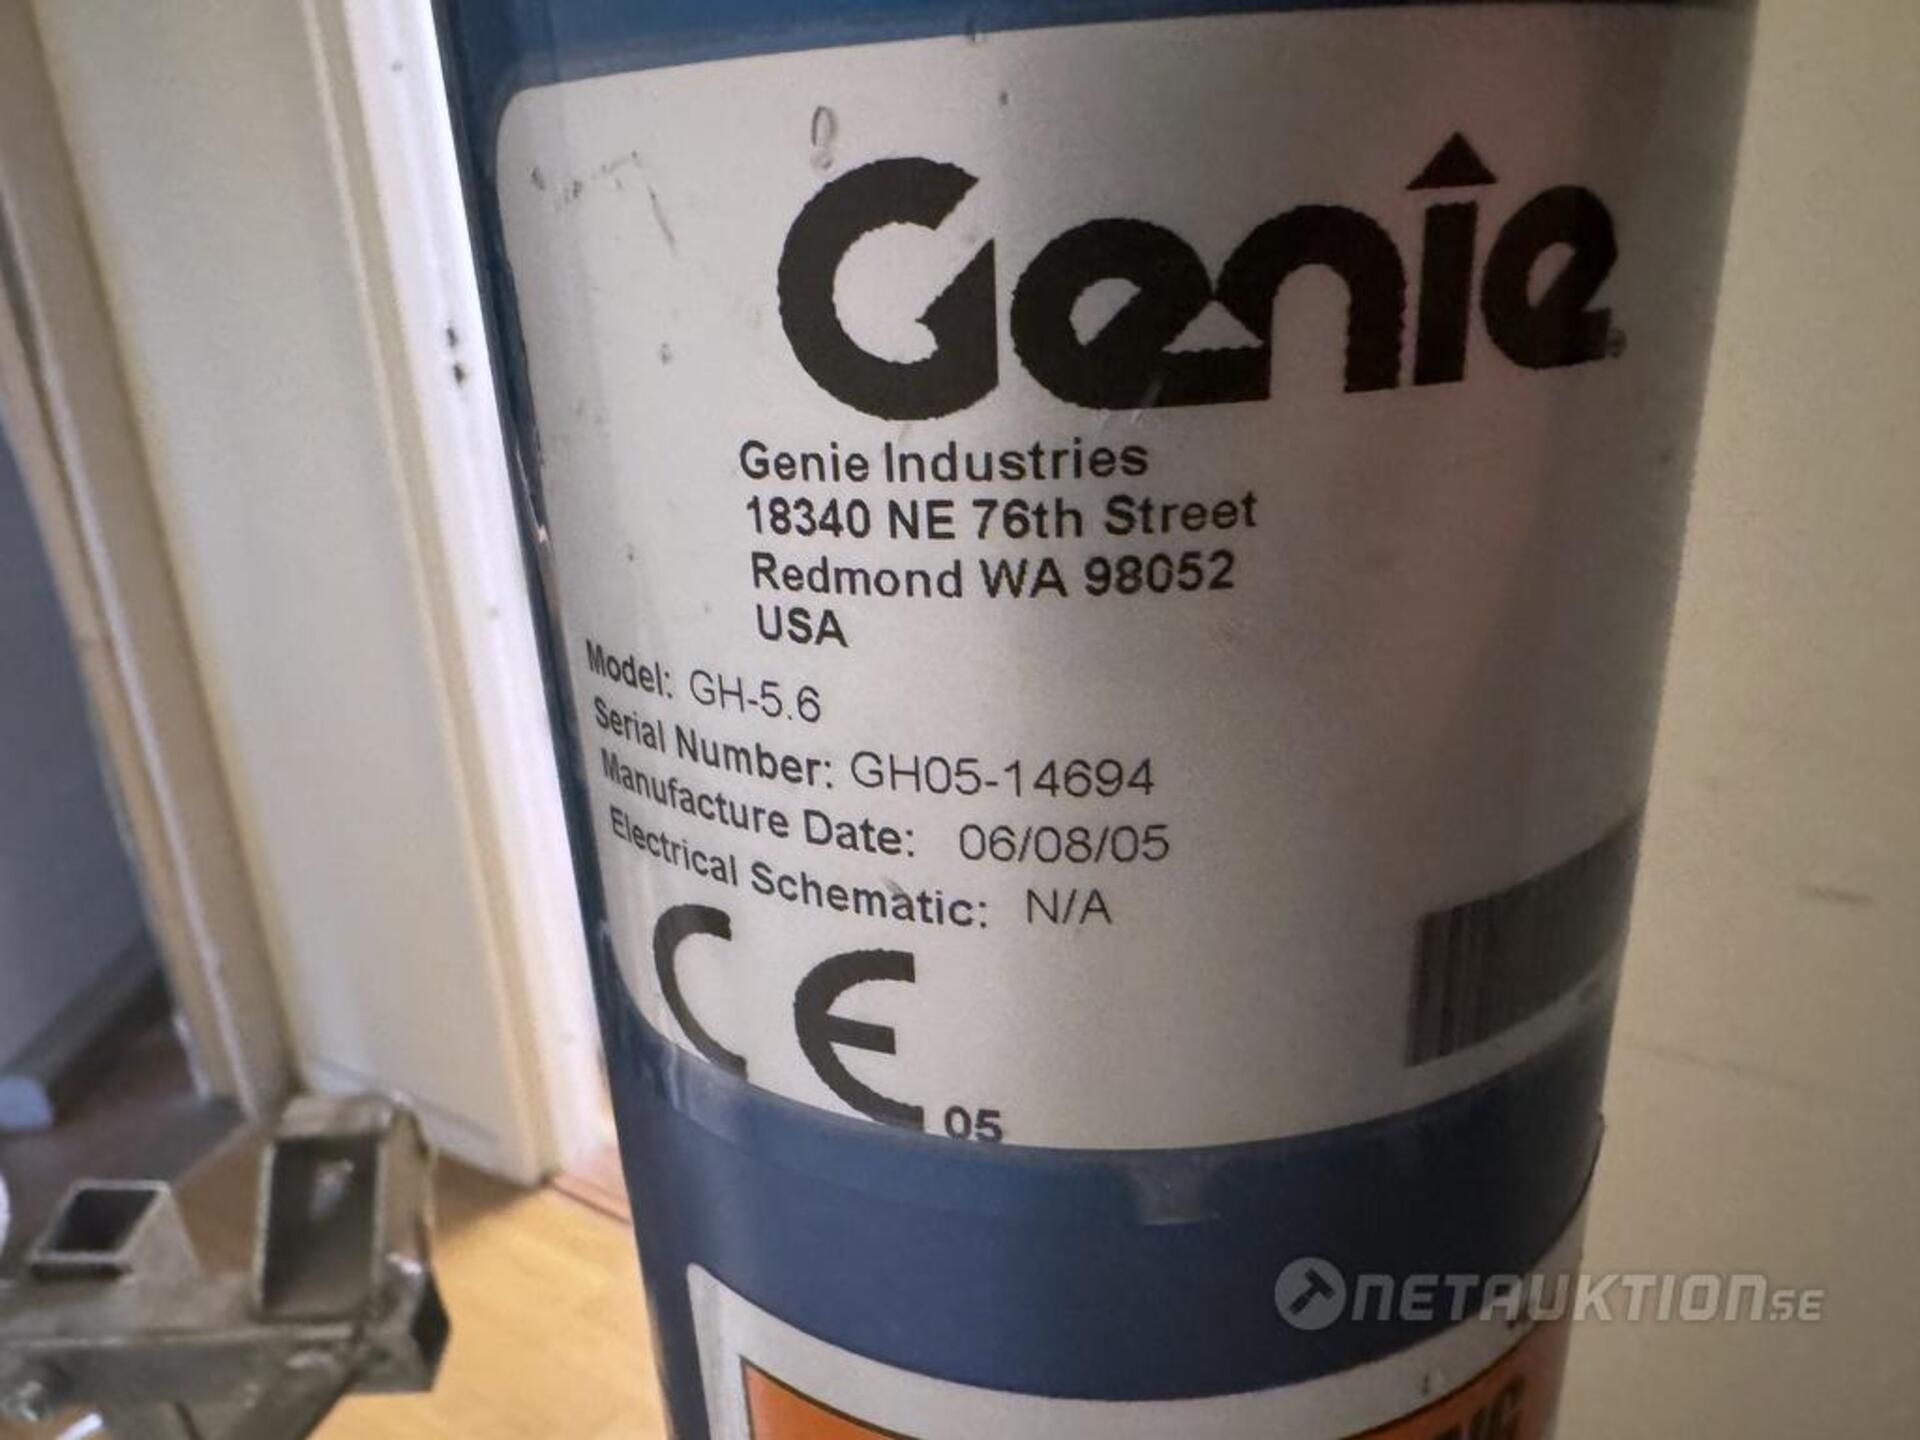 Genie
Genie Industries
18340 NE 76th Street
Redmond WA 98052
USA
Model: GH-5.6
Serial Number: GH05-14694
Manufacture Date: 06/08/05
Electrical Schematic: N/A
CE 05
NETAUKTION.SE